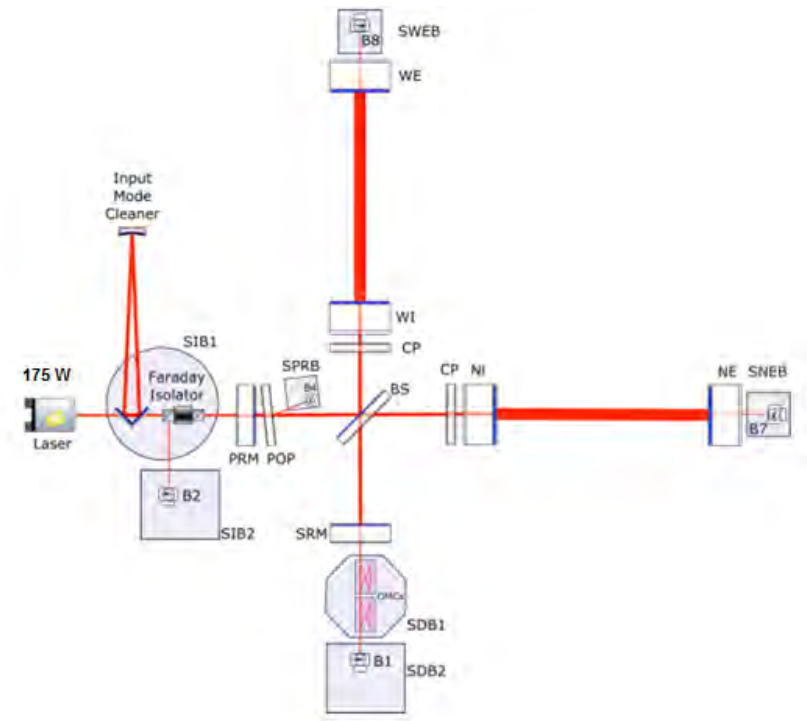 B8
SWEB
WE
Input
Mode
Cleaner
WI
CP
SIB1
175 W
Faraday
Isolator
SPRB
B4
BS
CP
NI
NE
SNEB
B7
Laser
PRM
POP
B2
SIB2
SRM
OMCs
SDB1
B1
SDB2